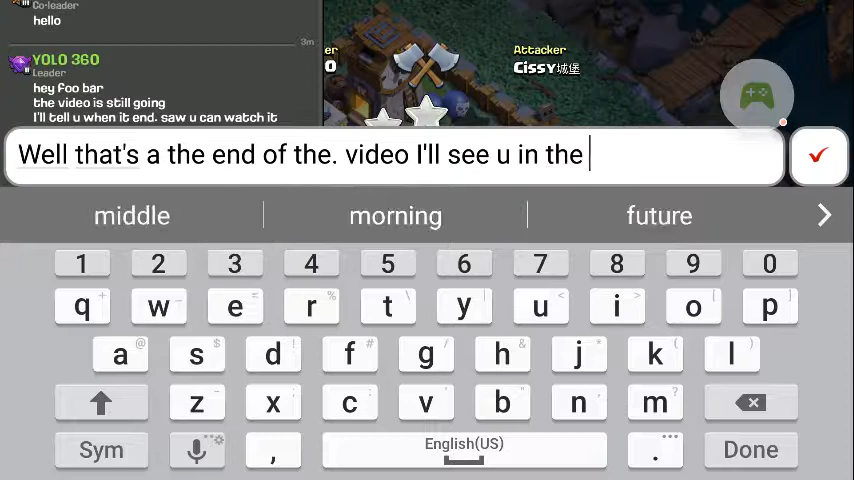 Co-leader
hello
3m
YOLO 360
Leader
hey foo bar
the video is still going
I'll tell u when it end. saw u can watch it
er
0
Attacker
Cissy城堡
Well that's a the end of the. video I'll see u in the
middle morning future
1 2 3 4 5 6 7 8 9 0
q w e r t y u i o p
a s d f g h j k l
z x c v b n m
Sym , English(US) . Done